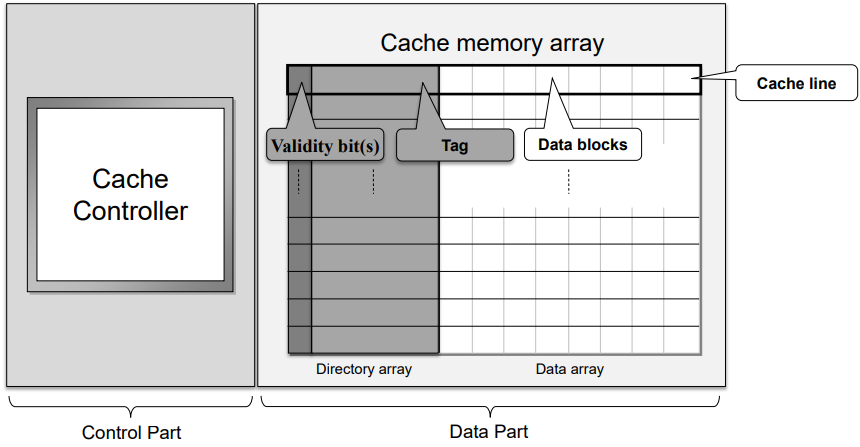 Cache memory array
Cache line
Validity bit(s)
Tag
Data blocks
Cache
Controller
Directory array
Data array
Control Part
Data Part